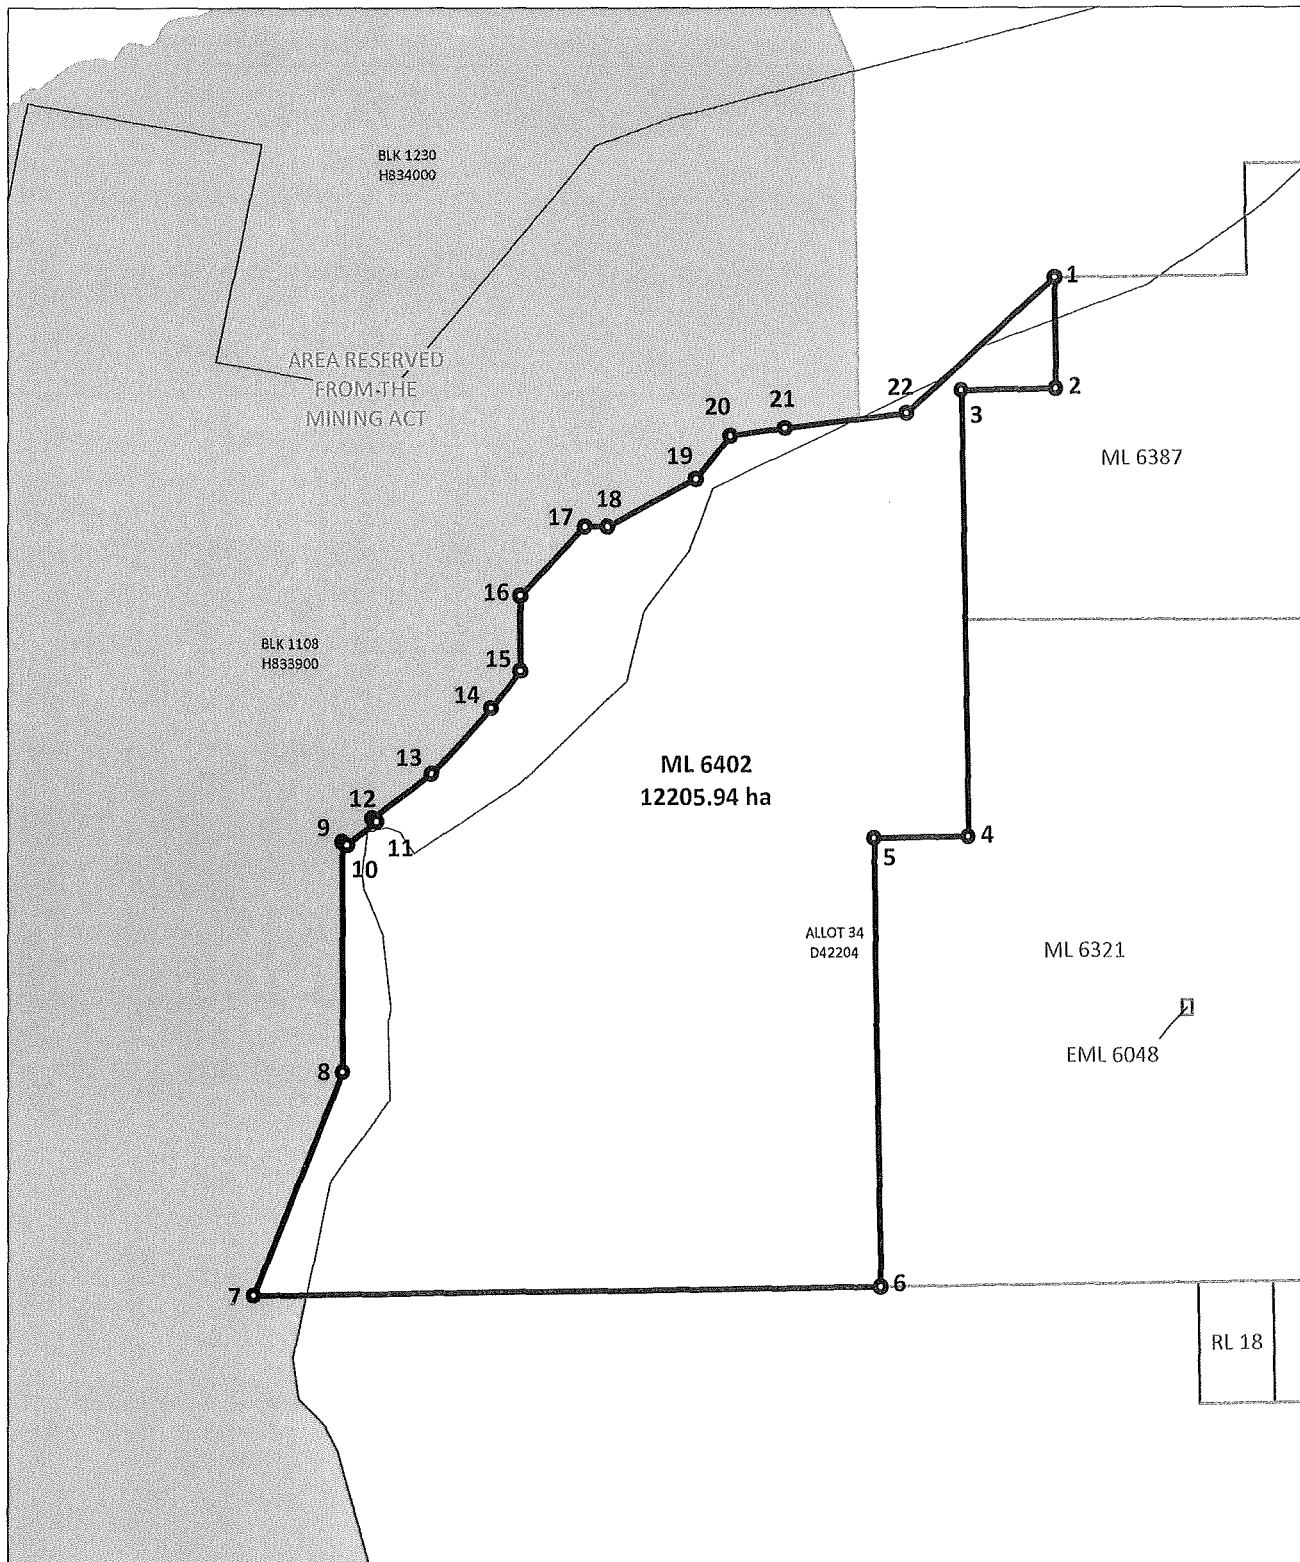 BLK 1230
H834000
1
AREA RESERVED
FROM THE
MINING ACT
2
22
3
21
20
ML 6387
19
18
17
16
BLK 1108
H833900
15
14
13
ML 6402
12205.94 ha
12
9
11
10
4
5
ALLOT 34
D42204
ML 6321
EML 6048
8
7
6
RL 18